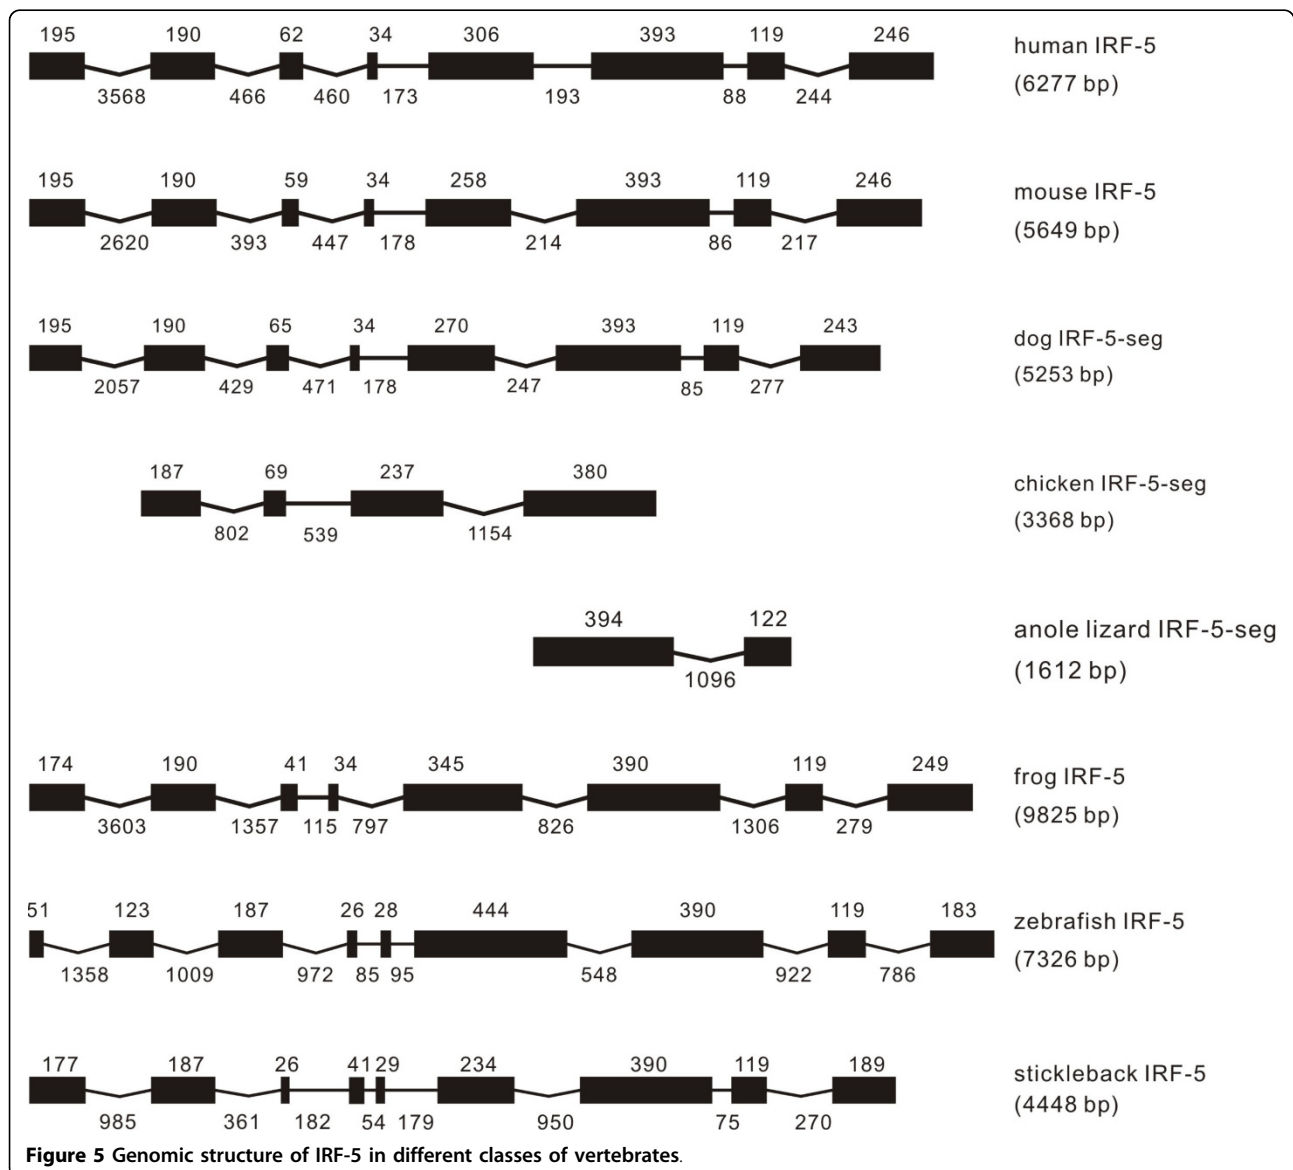 195 190 62 34 306 393 119 246
human IRF-5
3568 466 460 173 193 88 244
(6277 bp)
195 190 59 34 258 393 119 246
mouse IRF-5
2620 393 447 178 214 86 217
(5649 bp)
195 190 65 34 270 393 119 243
dog IRF-5-seg
2057 429 471 178 247 85 277
(5253 bp)
187 69 237 380
chicken IRF-5-seg
802 539 1154
(3368 bp)
394 122
anole lizard IRF-5-seg
1096
(1612 bp)
174 190 41 34 345 390 119 249
frog IRF-5
3603 1357 115 797 826 1306 279
(9825 bp)
51 123 187 26 28 444 390 119 183
zebrafish IRF-5
1358 1009 972 85 95 548 922 786
(7326 bp)
177 187 26 41 29 234 390 119 189
stickleback IRF-5
985 361 182 54 179 950 75 270
(4448 bp)
Figure 5 Genomic structure of IRF-5 in different classes of vertebrates.